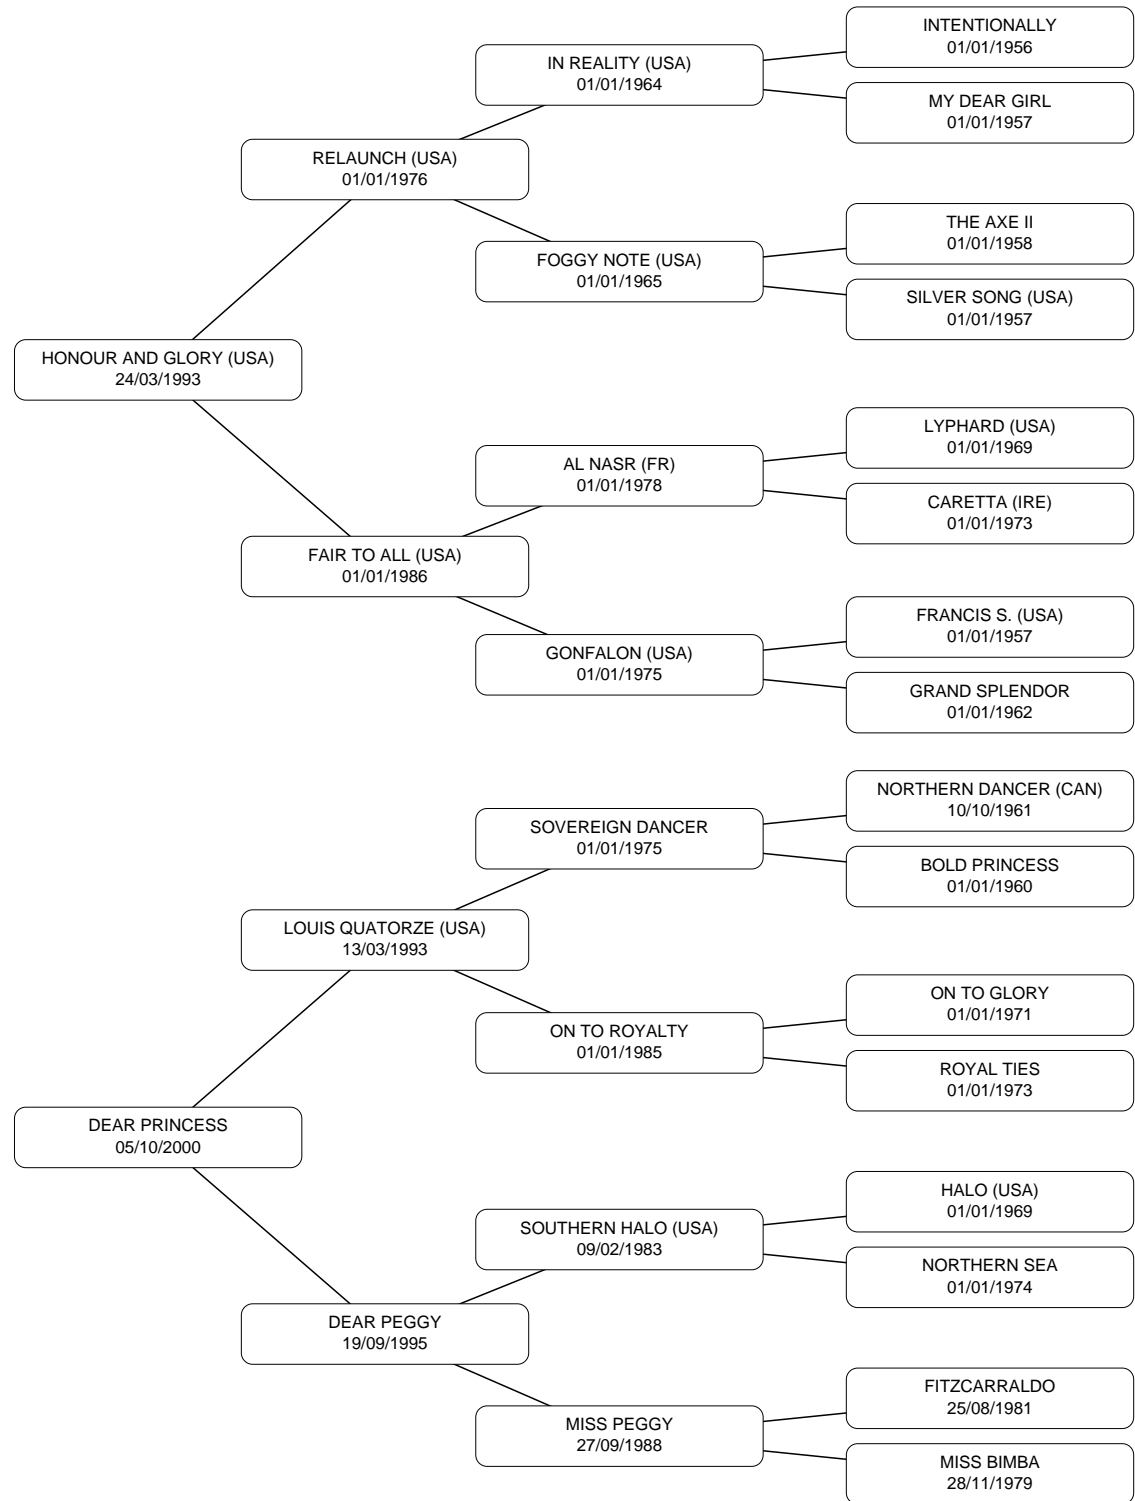 INTENTIONALLY
01/01/1956
IN REALITY (USA)
01/01/1964
MY DEAR GIRL
01/01/1957
RELAUNCH (USA)
01/01/1976
THE AXE II
01/01/1958
FOGGY NOTE (USA)
01/01/1965
SILVER SONG (USA)
01/01/1957
HONOUR AND GLORY (USA)
24/03/1993
LYPHARD (USA)
01/01/1969
AL NASR (FR)
01/01/1978
CARETTA (IRE)
01/01/1973
FAIR TO ALL (USA)
01/01/1986
FRANCIS S. (USA)
01/01/1957
GONFALON (USA)
01/01/1975
GRAND SPLENDOR
01/01/1962
NORTHERN DANCER (CAN)
10/10/1961
SOVEREIGN DANCER
01/01/1975
BOLD PRINCESS
01/01/1960
LOUIS QUATORZE (USA)
13/03/1993
ON TO GLORY
01/01/1971
ON TO ROYALTY
01/01/1985
ROYAL TIES
01/01/1973
DEAR PRINCESS
05/10/2000
HALO (USA)
01/01/1969
SOUTHERN HALO (USA)
09/02/1983
NORTHERN SEA
01/01/1974
DEAR PEGGY
19/09/1995
FITZCARRALDO
25/08/1981
MISS PEGGY
27/09/1988
MISS BIMBA
28/11/1979